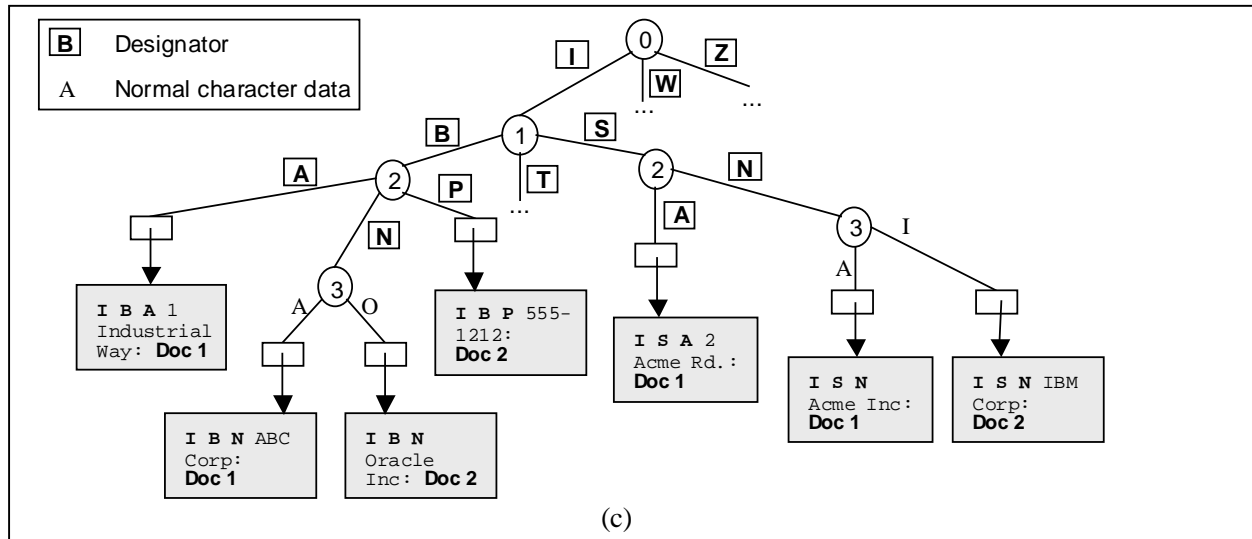 B Designator
A Normal character data
0
I
W
Z
...
...
1
B
S
T
...
2
2
A
P
N
N
A
3
3
A
O
A
I
I B A 1
Industrial
Way: Doc 1
I B P 555-
1212:
Doc 2
I S A 2
Acme Rd.:
Doc 1
I S N
Acme Inc:
Doc 1
I S N IBM
Corp:
Doc 2
I B N ABC
Corp:
Doc 1
I B N
Oracle
Inc: Doc 2
(c)